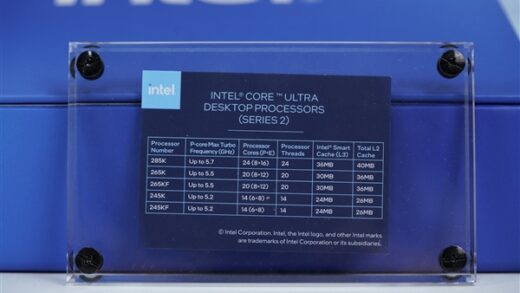 intel
INTEL® CORE™ ULTRA
DESKTOP PROCESSORS
(SERIES 2)
Processor Number P-core Max Turbo Frequency (GHz) Processor Cores (P+E) Processor Threads Intel® Smart Cache (L3) Total L2 Cache
285K Up to 5.7 24 (8+16) 24 36MB 40MB
265K Up to 5.5 20 (8+12) 20 30MB 36MB
265KF Up to 5.5 20 (8+12) 20 30MB 36MB
245K Up to 5.2 14 (6+8) 14 24MB 26MB
245KF Up to 5.2 14 (6+8) 14 24MB 26MB
© Intel Corporation. Intel, the Intel logo, and other Intel marks
are trademarks of Intel Corporation or its subsidiaries.